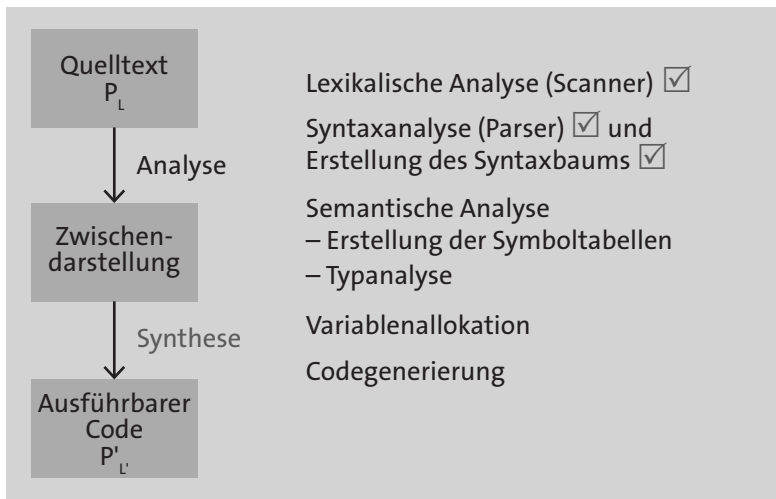 Quelltext
P_L
Analyse
Zwischen-
darstellung
Synthese
Ausführbarer
Code
P'_L'
Lexikalische Analyse (Scanner) ☑
Syntaxanalyse (Parser) ☑ und
Erstellung des Syntaxbaums ☑
Semantische Analyse
– Erstellung der Symboltabellen
– Typanalyse
Variablenallokation
Codegenerierung